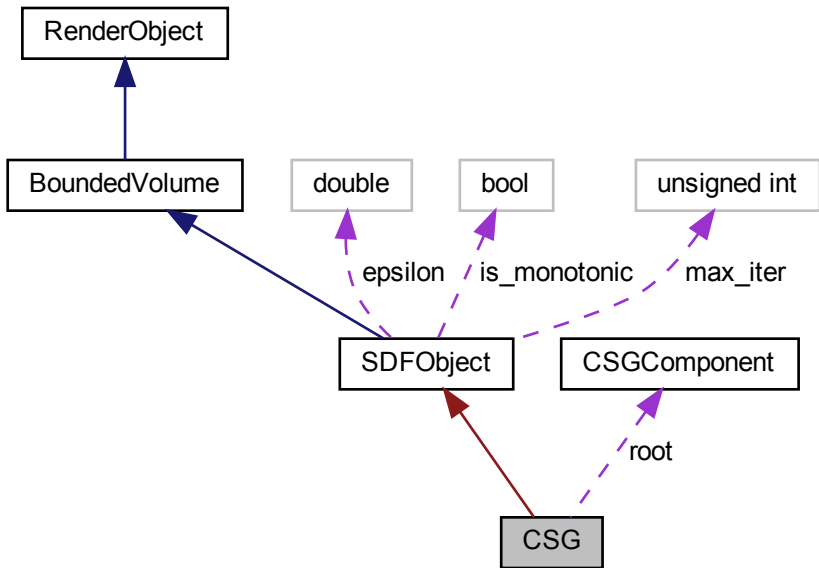 RenderObject
BoundedVolume
double
bool
unsigned int
epsilon
is_monotonic
max_iter
SDFObject
CSGComponent
root
CSG